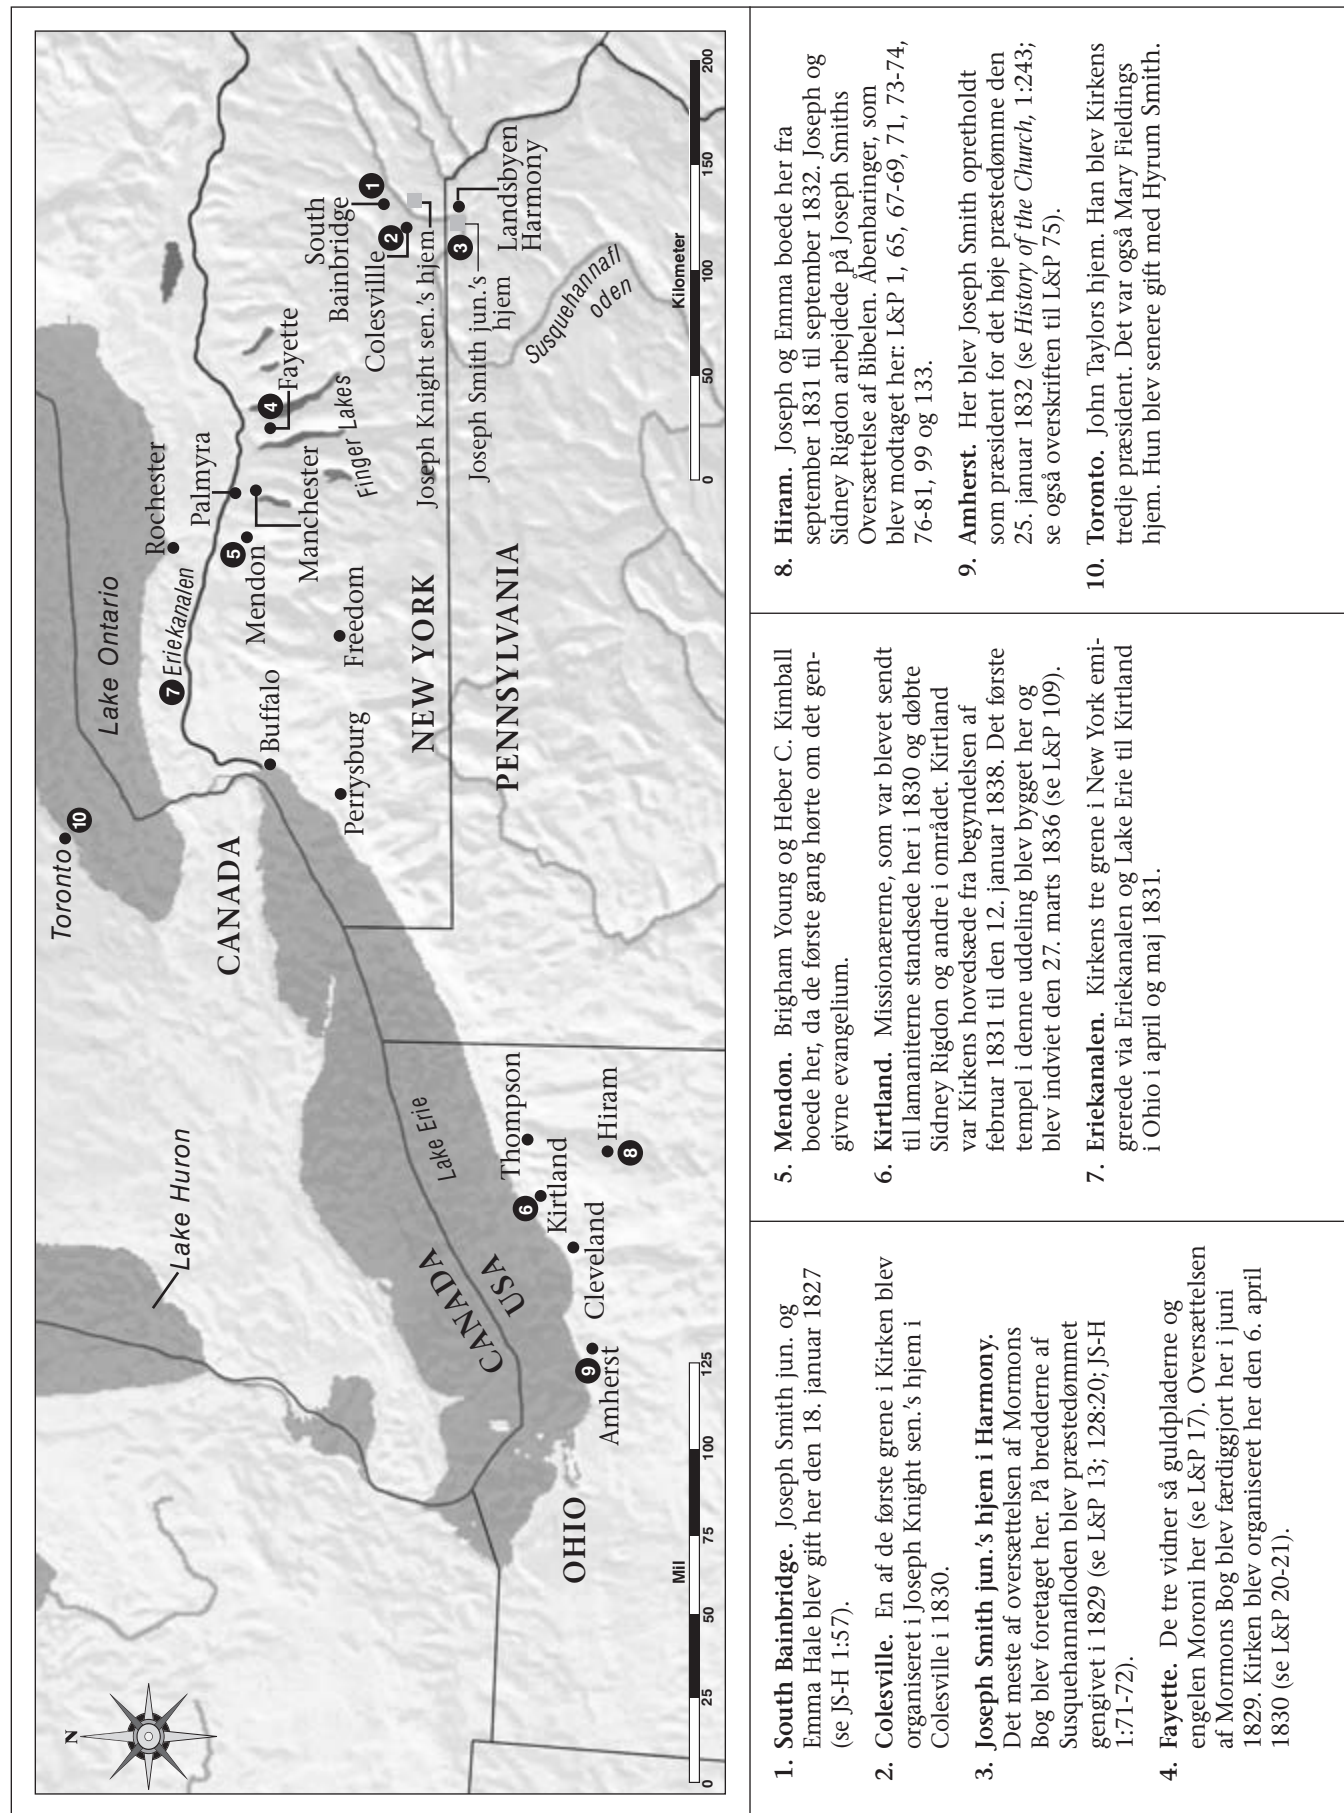 N
Lake Huron
Toronto
10
Lake Ontario
CANADA
7 Eriekanalen
Rochester
Palmyra
5
Mendon
Manchester
4
Fayette
Finger Lakes
Buffalo
Perrysburg
Freedom
South
Bainbridge
1
2
Colesvillle
Joseph Knight sen.'s hjem
NEW YORK
PENNSYLVANIA
3
Joseph Smith jun.'s
hjem
Landsbyen
Harmony
Susquehannafl
oden
Lake Erie
CANADA
USA
Thompson
6
Kirtland
Hiram
8
Cleveland
9
Amherst
OHIO
Mil
0 25 50 75 100 125
Kilometer
0 50 100 150 200
1. South Bainbridge. Joseph Smith jun. og
Emma Hale blev gift her den 18. januar 1827
(se JS-H 1:57).
2. Colesville. En af de første grene i Kirken blev
organiseret i Joseph Knight sen.'s hjem i
Colesville i 1830.
3. Joseph Smith jun.'s hjem i Harmony.
Det meste af oversættelsen af Mormons
Bog blev foretaget her. På bredderne af
Susquehannafloden blev præstedømmet
gengivet i 1829 (se L&P 13; 128:20; JS-H
1:71-72).
4. Fayette. De tre vidner så guldpladerne og
engelen Moroni her (se L&P 17). Oversættelsen
af Mormons Bog blev færdiggjort her i juni
1829. Kirken blev organiseret her den 6. april
1830 (se L&P 20-21).
5. Mendon. Brigham Young og Heber C. Kimball
boede her, da de første gang hørte om det gen-
givne evangelium.
6. Kirtland. Missionærerne, som var blevet sendt
til lamaniterne standsede her i 1830 og døbte
Sidney Rigdon og andre i området. Kirtland
var Kirkens hovedsæde fra begyndelsen af
februar 1831 til den 12. januar 1838. Det første
tempel i denne uddeling blev bygget her og
blev indviet den 27. marts 1836 (se L&P 109).
7. Eriekanalen. Kirkens tre grene i New York emi-
grerede via Eriekanalen og Lake Erie til Kirtland
i Ohio i april og maj 1831.
8. Hiram. Joseph og Emma boede her fra
september 1831 til september 1832. Joseph og
Sidney Rigdon arbejdede på Joseph Smiths
Oversættelse af Bibelen. Åbenbaringer, som
blev modtaget her: L&P 1, 65, 67-69, 71, 73-74,
76-81, 99 og 133.
9. Amherst. Her blev Joseph Smith opretholdt
som præsident for det høje præstedømme den
25. januar 1832 (se History of the Church, 1:243;
se også overskriften til L&P 75).
10. Toronto. John Taylors hjem. Han blev Kirkens
tredje præsident. Det var også Mary Fieldings
hjem. Hun blev senere gift med Hyrum Smith.